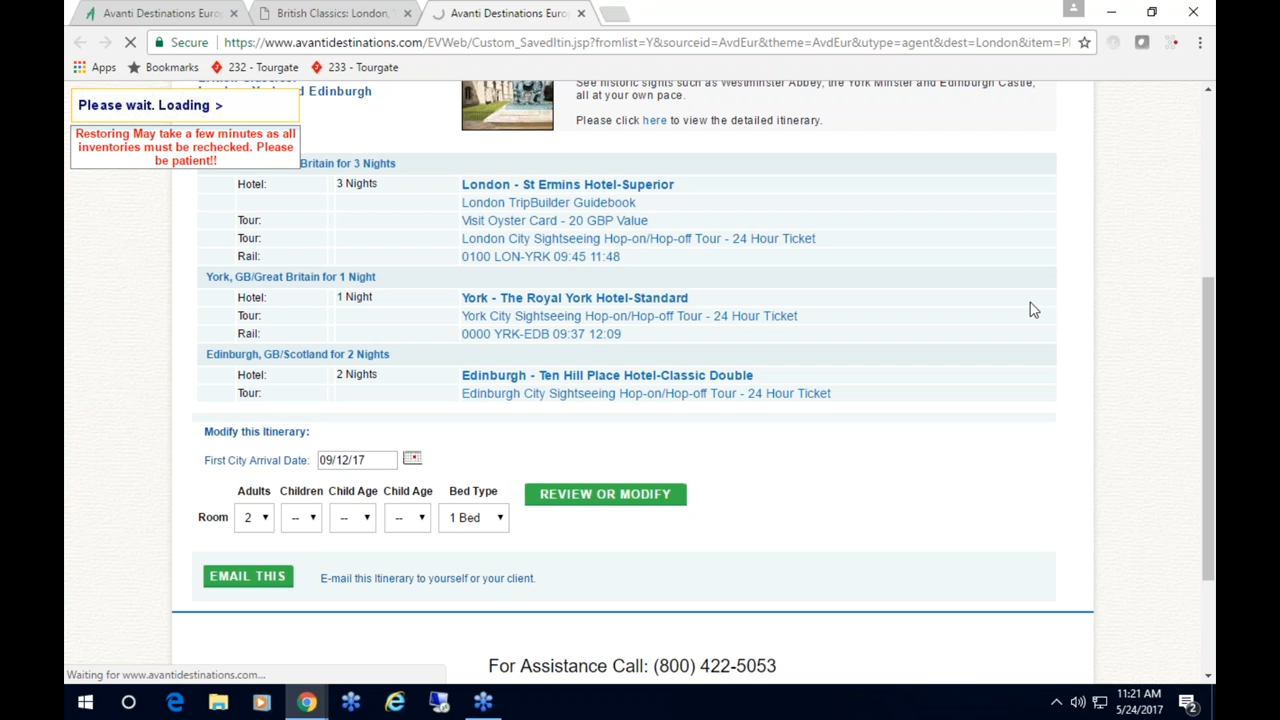 Avanti Destinations Euro
British Classics: London,
Avanti Destinations Euro
Secure
https://www.avantidestinations.com/EVWeb/Custom_SavedItin.jsp?fromlist=Y&sourceid=AvdEur&theme=AvdEur&utype=agent&dest=London&item=P
Apps
Bookmarks
232 - Tourgate
233 - Tourgate
See historic sights such as Westminster Abbey, the York Minster and Edinburgh Castle,
and Edinburgh
all at your own pace.
Please wait. Loading >
Please click here to view the detailed itinerary.
Restoring May take a few minutes as all
inventories must be rechecked. Please
be patient!!
Britain for 3 Nights
Hotel: 3 Nights London - St Ermins Hotel-Superior
London TripBuilder Guidebook
Tour: Visit Oyster Card - 20 GBP Value
Tour: London City Sightseeing Hop-on/Hop-off Tour - 24 Hour Ticket
Rail: 0100 LON-YRK 09:45 11:48
York, GB/Great Britain for 1 Night
Hotel: 1 Night York - The Royal York Hotel-Standard
Tour: York City Sightseeing Hop-on/Hop-off Tour - 24 Hour Ticket
Rail: 0000 YRK-EDB 09:37 12:09
Edinburgh, GB/Scotland for 2 Nights
Hotel: 2 Nights Edinburgh - Ten Hill Place Hotel-Classic Double
Tour: Edinburgh City Sightseeing Hop-on/Hop-off Tour - 24 Hour Ticket
Modify this Itinerary:
First City Arrival Date: 09/12/17
Adults Children Child Age Child Age Bed Type
REVIEW OR MODIFY
Room 2 -- -- -- 1 Bed
EMAIL THIS
E-mail this Itinerary to yourself or your client.
For Assistance Call: (800) 422-5053
Waiting for www.avantidestinations.com...
11:21 AM
5/24/2017
2